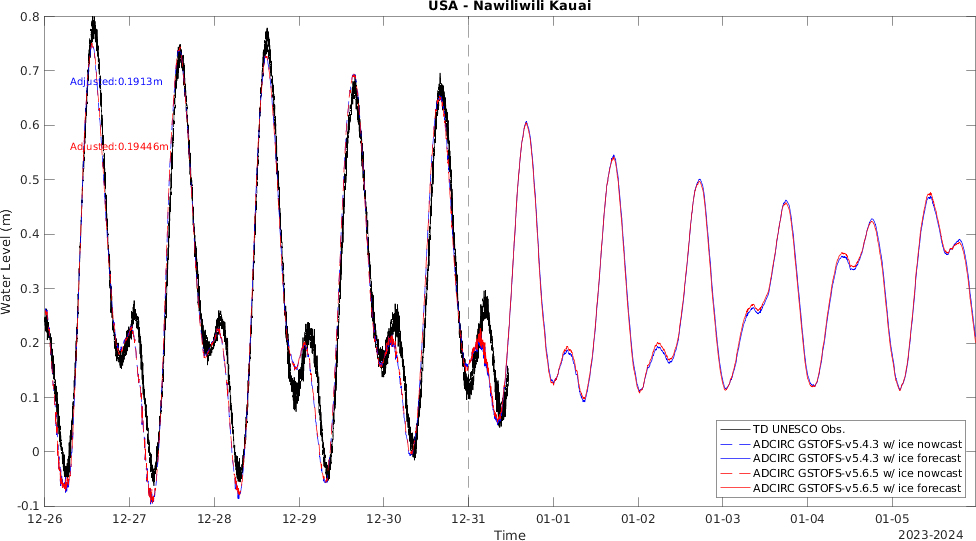 USA - Nawiliwili Kauai
0.8
0.7
0.6
0.5
0.4
0.3
0.2
0.1
0
-0.1
Water Level (m)
Adjusted:0.1913m
Adjusted:0.19446m
TD UNESCO Obs.
ADCIRC GSTOFS-v5.4.3 w/ ice nowcast
ADCIRC GSTOFS-v5.4.3 w/ ice forecast
ADCIRC GSTOFS-v5.6.5 w/ ice nowcast
ADCIRC GSTOFS-v5.6.5 w/ ice forecast
12-26 12-27 12-28 12-29 12-30 12-31 01-01 01-02 01-03 01-04 01-05
Time
2023-2024